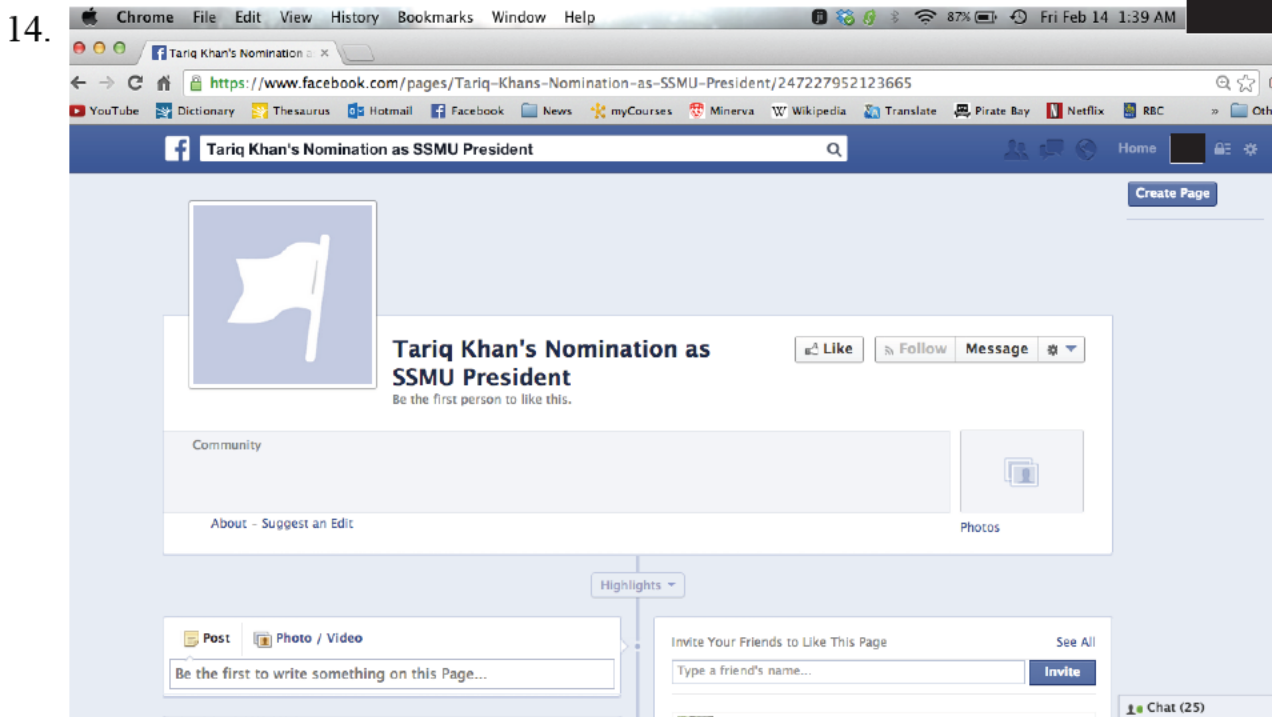 14.
Chrome File Edit View History Bookmarks Window Help 87% Fri Feb 14 1:39 AM
Tariq Khan's Nomination a
https://www.facebook.com/pages/Tariq-Khans-Nomination-as-SSMU-President/247227952123665
YouTube Dictionary Thesaurus Hotmail Facebook News myCourses Minerva Wikipedia Translate Pirate Bay Netflix RBC » Oth
Tariq Khan's Nomination as SSMU President Home
Create Page
Tariq Khan's Nomination as
SSMU President
Be the first person to like this.
Like Follow Message
Community
About - Suggest an Edit
Photos
Highlights
Post Photo / Video
Be the first to write something on this Page...
Invite Your Friends to Like This Page See All
Type a friend's name... Invite
Chat (25)